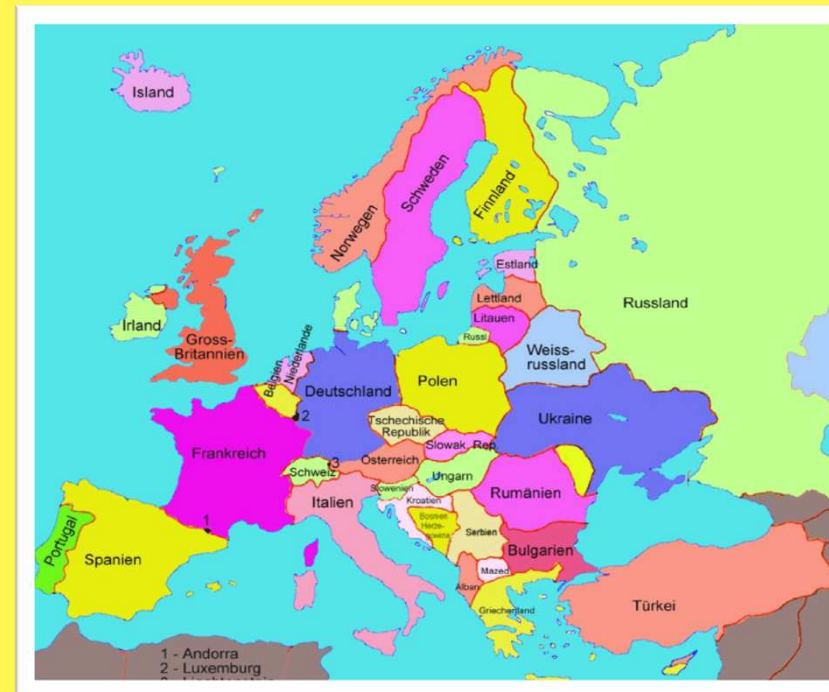 Island
Norwegen
Schweden
Finnland
Estland
Lettland
Litauen
Russl
Russland
Irland
Gross-
Britannien
Weiss-
russland
Belgien
Niederlande
Deutschland
Polen
2
Tschechische
Republik
Ukraine
Frankreich
Slowak. Rep.
3
Österreich
Schweiz
Ungarn
Slowenien
Rumänien
Italien
Kroatien
Bosnien
Herze-
gowina
Serbien
1
Portugal
Spanien
Bulgarien
Mazed
Alban
Griechenland
Türkei
1 - Andorra
2 - Luxemburg